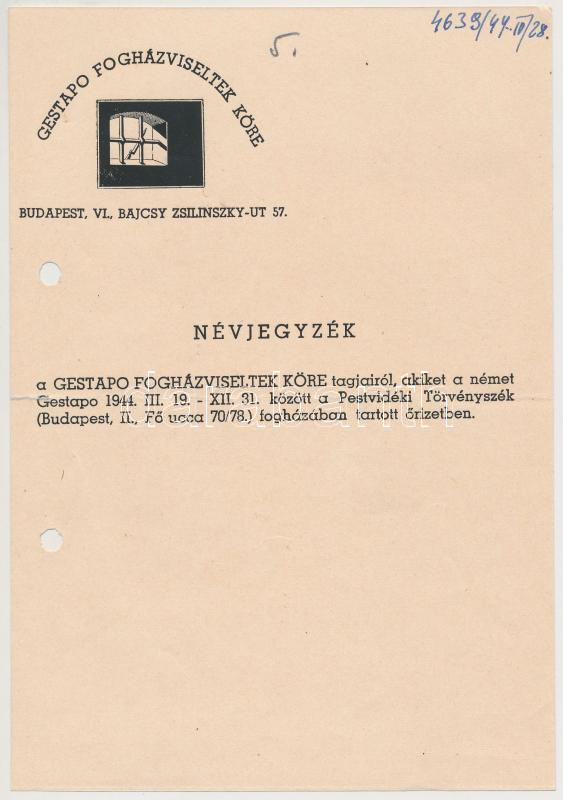 4639/44-III/28.
5.
GESTAPO FOGHÁZVISELTEK KÖRE
BUDAPEST, VI., BAJCSY ZSILINSZKY-UT 57.
NÉVJEGYZÉK
a GESTAPO FOGHÁZVISELTEK KÖRE tagjairól, akiket a német
Gestapo 1944. III. 19. - XII. 31. között a Pestvidéki Törvényszék
(Budapest, II., Fő ucca 70/78.) fogházában tartott őrizetben.